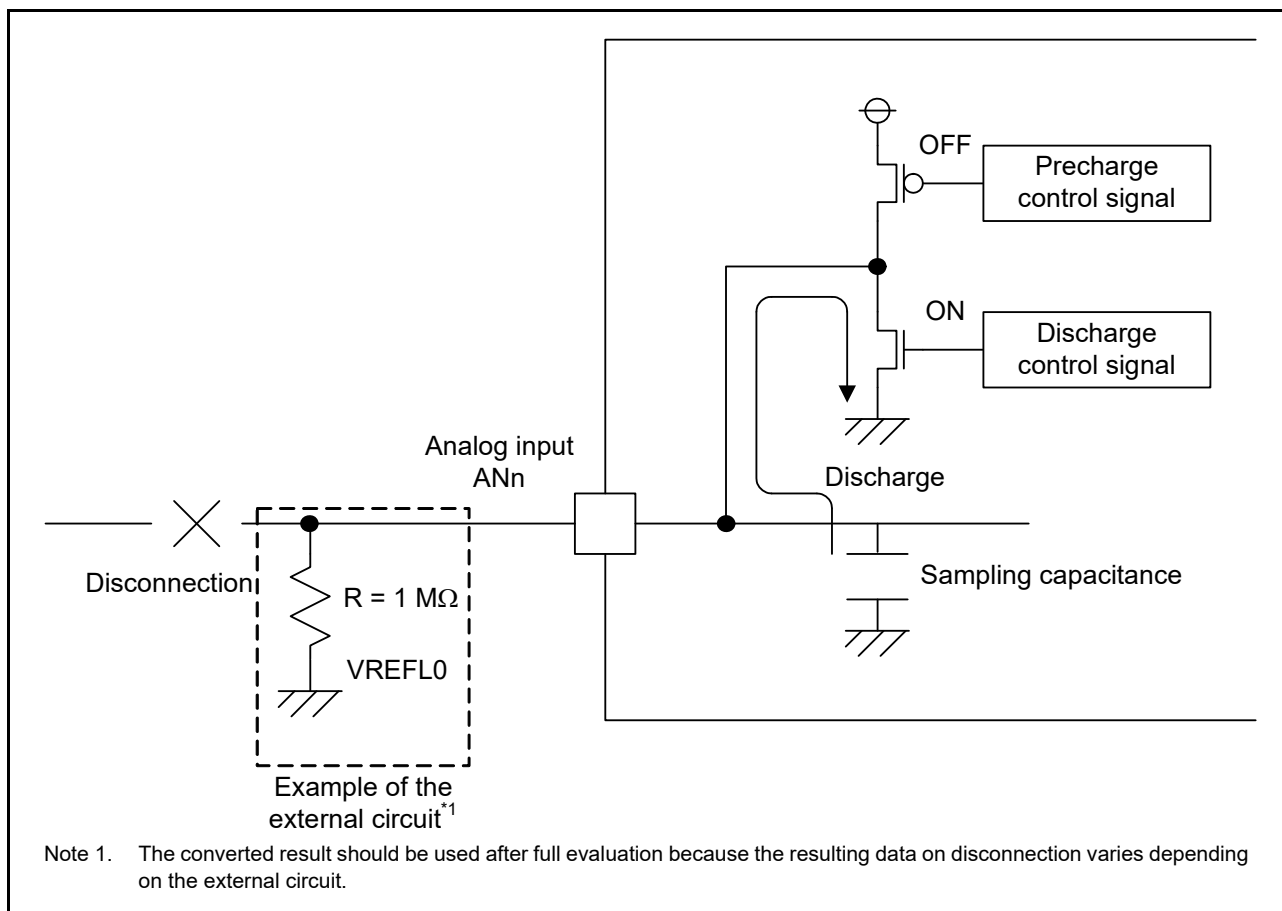 OFF
Precharge
control signal
ON
Discharge
control signal
Analog input
ANn
Discharge
Disconnection
R = 1 MΩ
VREFL0
Sampling capacitance
Example of the
external circuit*1
Note 1. The converted result should be used after full evaluation because the resulting data on disconnection varies depending
on the external circuit.